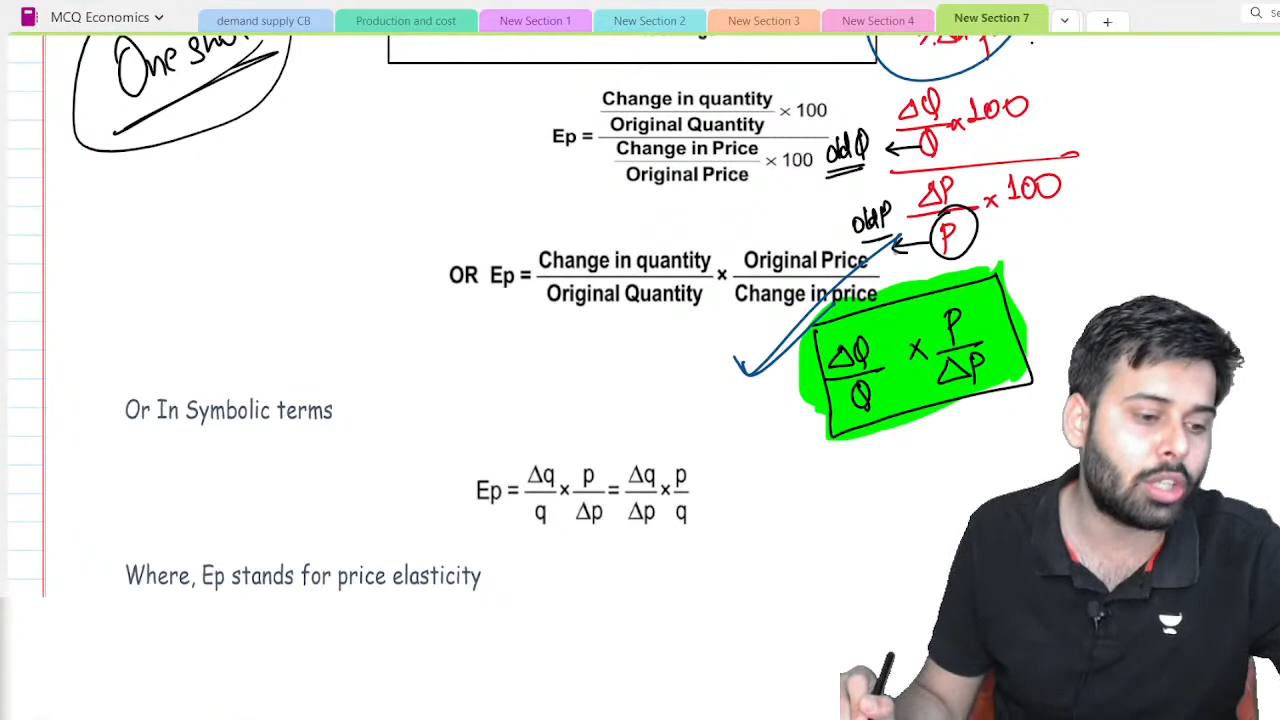 MCQ Economics
demand supply CB
Production and cost
New Section 1
New Section 2
New Section 3
New Section 4
New Section 7
+
One shot
Ep = Change in quantity / Original Quantity × 100
Change in Price / Original Price × 100
ΔQ / Q × 100
old Q
ΔP / P × 100
old P
OR Ep = Change in quantity / Original Quantity × Original Price / Change in price
ΔQ / Q × P / ΔP
Or In Symbolic terms
Ep = Δq / q × p / Δp = Δq / Δp × p / q
Where, Ep stands for price elasticity